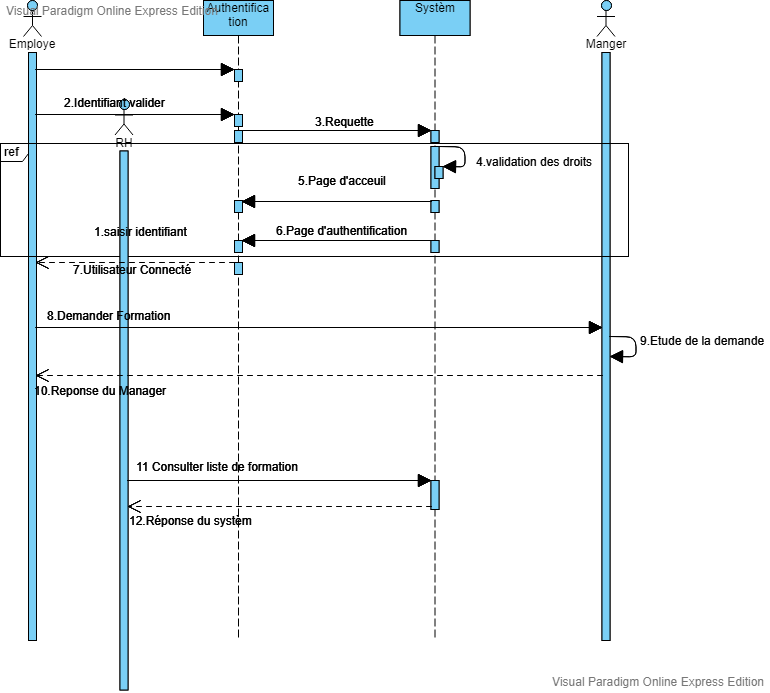 Visual Paradigm Online Express Edition
Employe
Authentifica
tion
Systèm
Manger
2.Identifiant valider
RH
3.Requette
ref
4.validation des droits
5.Page d'acceuil
1.saisir identifiant
6.Page d'authentification
7.Utilisateur Connecté
8.Demander Formation
9.Etude de la demande
10.Reponse du Manager
11 Consulter liste de formation
12.Réponse du system
Visual Paradigm Online Express Edition